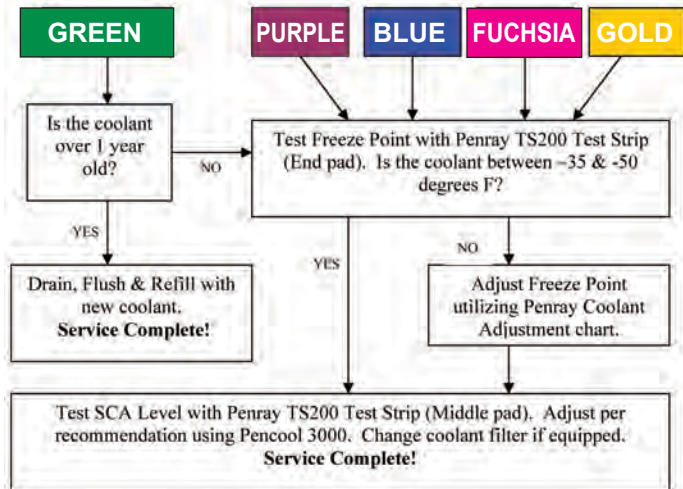 GREEN
PURPLE
BLUE
FUCHSIA
GOLD
Is the coolant
over 1 year
old?
NO
Test Freeze Point with Penray TS200 Test Strip
(End pad). Is the coolant between –35 & -50
degrees F?
YES
Drain, Flush & Refill with
new coolant.
Service Complete!
YES
NO
Adjust Freeze Point
utilizing Penray Coolant
Adjustment chart.
Test SCA Level with Penray TS200 Test Strip (Middle pad). Adjust per
recommendation using Pencool 3000. Change coolant filter if equipped.
Service Complete!